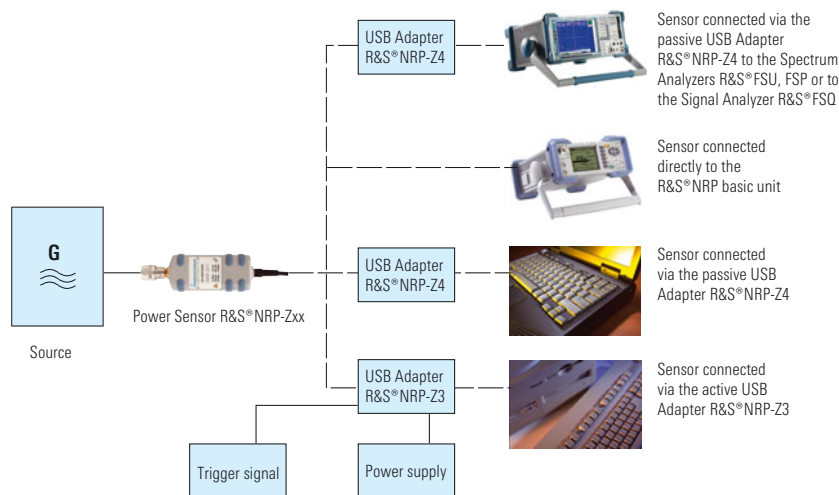 USB Adapter
R&S®NRP-Z4
Sensor connected via the
passive USB Adapter
R&S®NRP-Z4 to the Spectrum
Analyzers R&S®FSU, FSP or to
the Signal Analyzer R&S®FSQ
Sensor connected
directly to the
R&S®NRP basic unit
G
Source
Power Sensor R&S®NRP-Zxx
USB Adapter
R&S®NRP-Z4
Sensor connected
via the passive USB
Adapter R&S®NRP-Z4
USB Adapter
R&S®NRP-Z3
Sensor connected
via the active USB
Adapter R&S®NRP-Z3
Trigger signal
Power supply